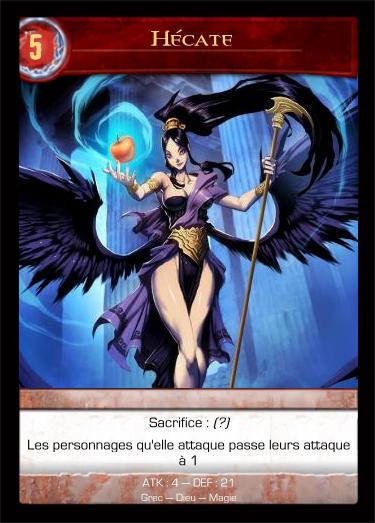 5
Hécate
Sacrifice : (?)
Les personnages qu'elle attaque passe leurs attaque
à 1
ATK : 4 – DEF : 21
Grec – Dieu – Magie